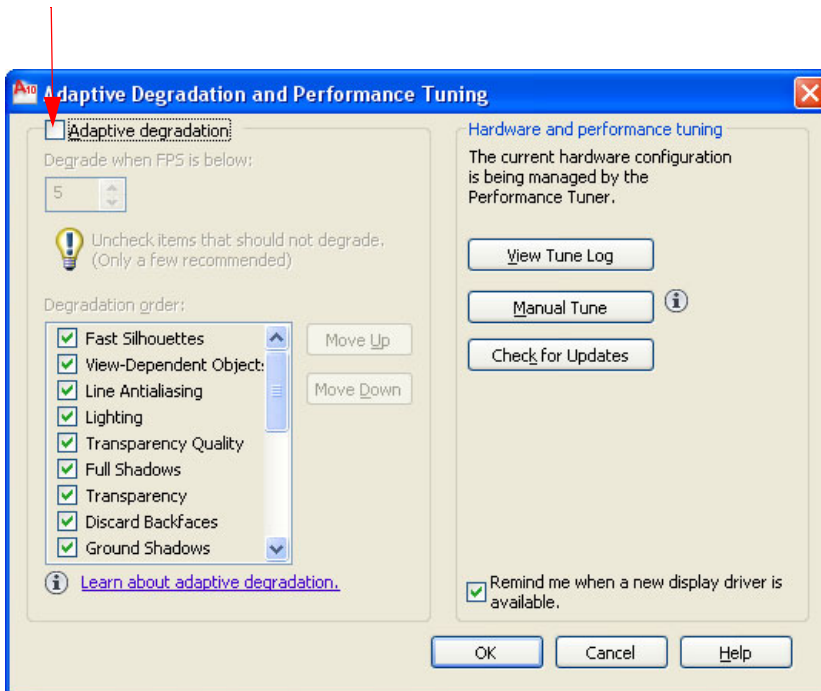 Adaptive Degradation and Performance Tuning
Adaptive degradation
Degrade when FPS is below:
5
Uncheck items that should not degrade.
(Only a few recommended)
Degradation order:
Fast Silhouettes
View-Dependent Object
Line Antialiasing
Lighting
Transparency Quality
Full Shadows
Transparency
Discard Backfaces
Ground Shadows
Move Up
Move Down
Learn about adaptive degradation.
Hardware and performance tuning
The current hardware configuration
is being managed by the
Performance Tuner.
View Tune Log
Manual Tune
Check for Updates
Remind me when a new display driver is
available.
OK
Cancel
Help